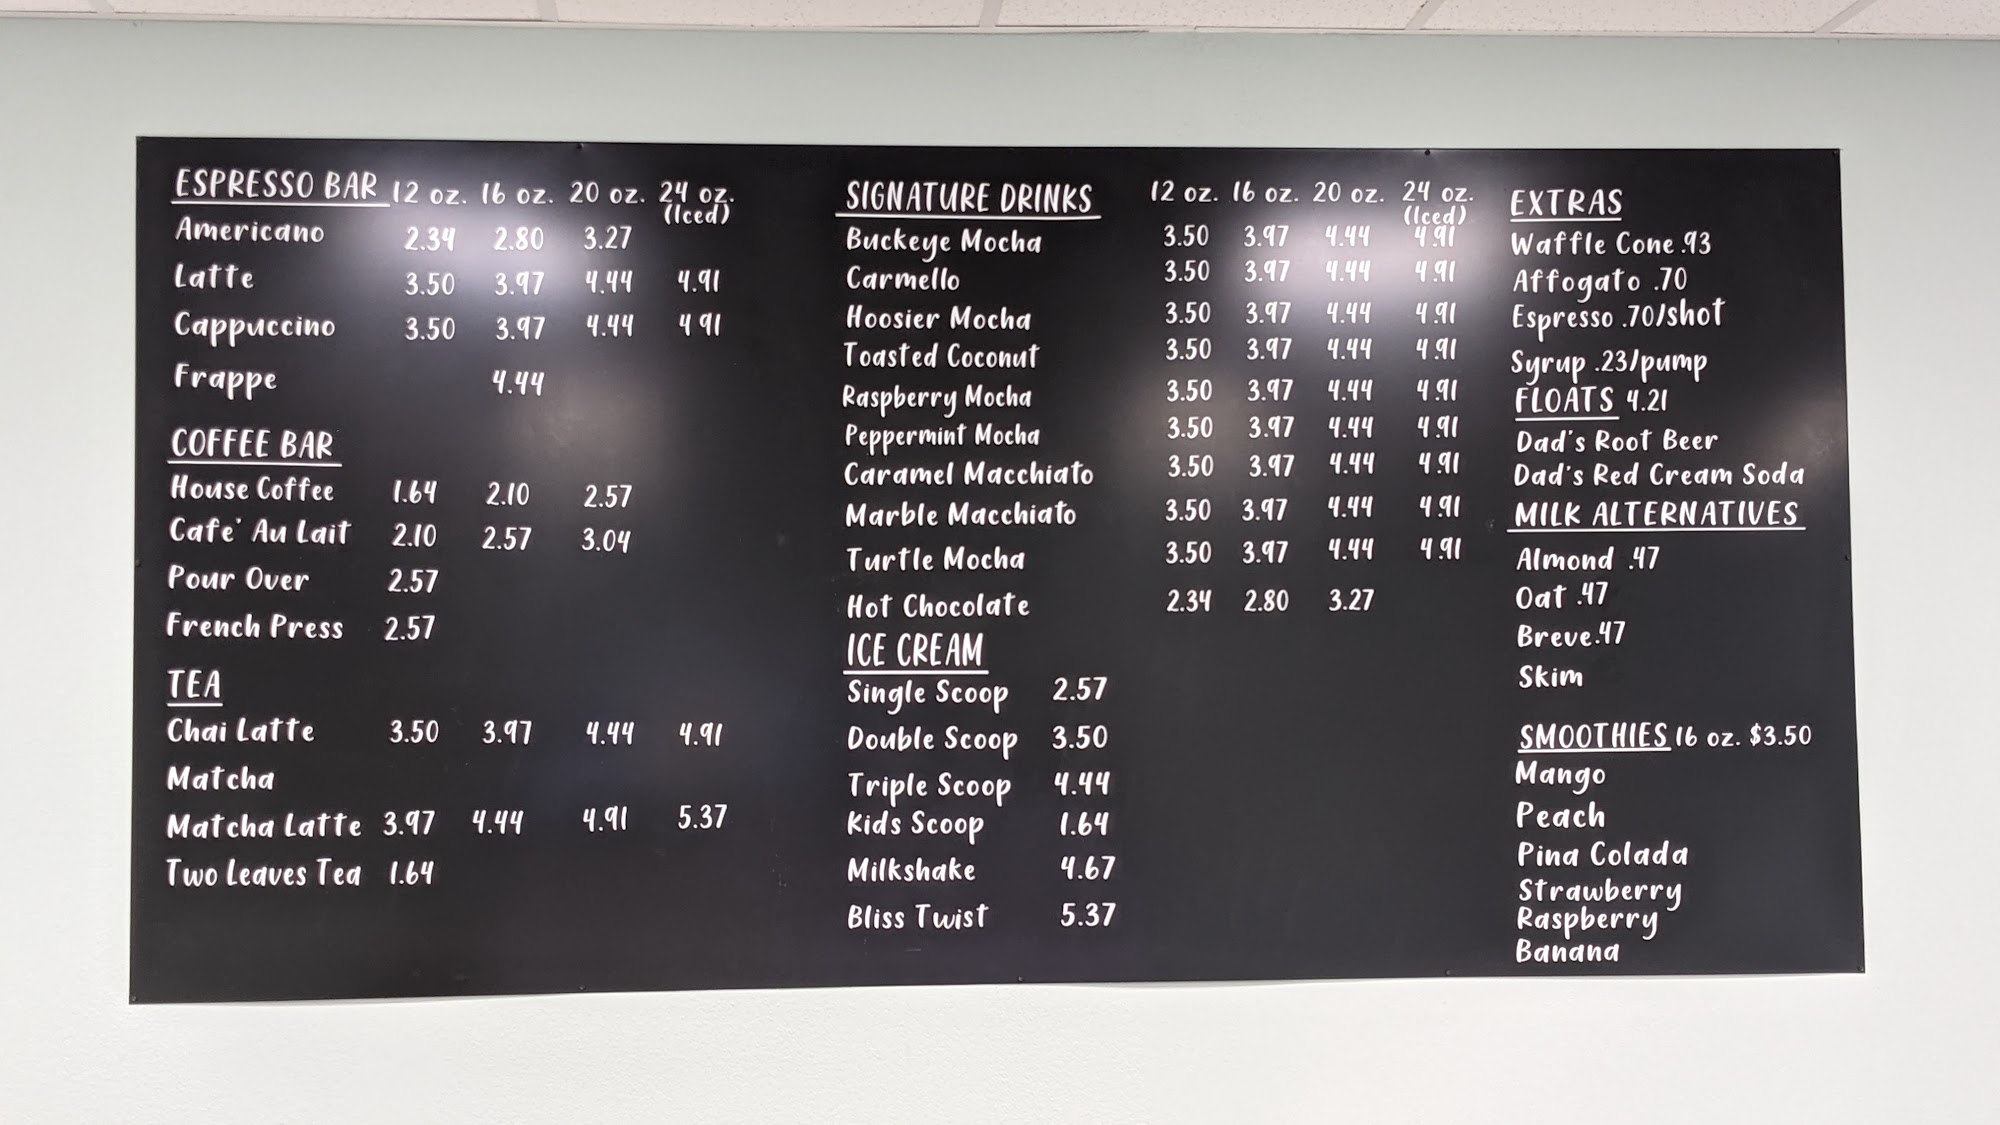 ESPRESSO BAR 12 oz. 16 oz. 20 oz. 24 oz.
(Iced)
Americano 2.34 2.80 3.27
Latte 3.50 3.97 4.44 4.91
Cappuccino 3.50 3.97 4.44 4 91
Frappe 4.44
COFFEE BAR
House Coffee 1.64 2.10 2.57
Cafe' Au Lait 2.10 2.57 3.04
Pour Over 2.57
French Press 2.57
TEA
Chai Latte 3.50 3.97 4.44 4.91
Matcha
Matcha Latte 3.97 4.44 4.91 5.37
Two Leaves Tea 1.64
SIGNATURE DRINKS 12 oz. 16 oz. 20 oz. 24 oz.
(Iced)
Buckeye Mocha 3.50 3.97 4.44 4.91
Carmello 3.50 3.97 4.44 4.91
Hoosier Mocha 3.50 3.97 4.44 4.91
Toasted Coconut 3.50 3.97 4.44 4.91
Raspberry Mocha 3.50 3.97 4.44 4.91
Peppermint Mocha 3.50 3.97 4.44 4.91
Caramel Macchiato 3.50 3.97 4.44 4.91
Marble Macchiato 3.50 3.97 4.44 4.91
Turtle Mocha 3.50 3.97 4.44 4.91
Hot Chocolate 2.34 2.80 3.27
ICE CREAM
Single Scoop 2.57
Double Scoop 3.50
Triple Scoop 4.44
Kids Scoop 1.64
Milkshake 4.67
Bliss Twist 5.37
EXTRAS
Waffle Cone .93
Affogato .70
Espresso .70/shot
Syrup .23/pump
FLOATS 4.21
Dad's Root Beer
Dad's Red Cream Soda
MILK ALTERNATIVES
Almond .47
Oat .47
Breve.47
Skim
SMOOTHIES 16 oz. $3.50
Mango
Peach
Pina Colada
Strawberry
Raspberry
Banana